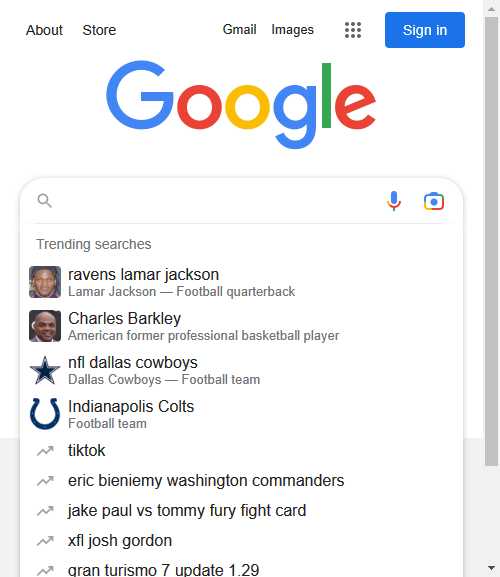 About Store Gmail Images Sign in
Google
Trending searches
ravens lamar jackson
Lamar Jackson — Football quarterback
Charles Barkley
American former professional basketball player
nfl dallas cowboys
Dallas Cowboys — Football team
Indianapolis Colts
Football team
tiktok
eric bieniemy washington commanders
jake paul vs tommy fury fight card
xfl josh gordon
gran turismo 7 update 1.29